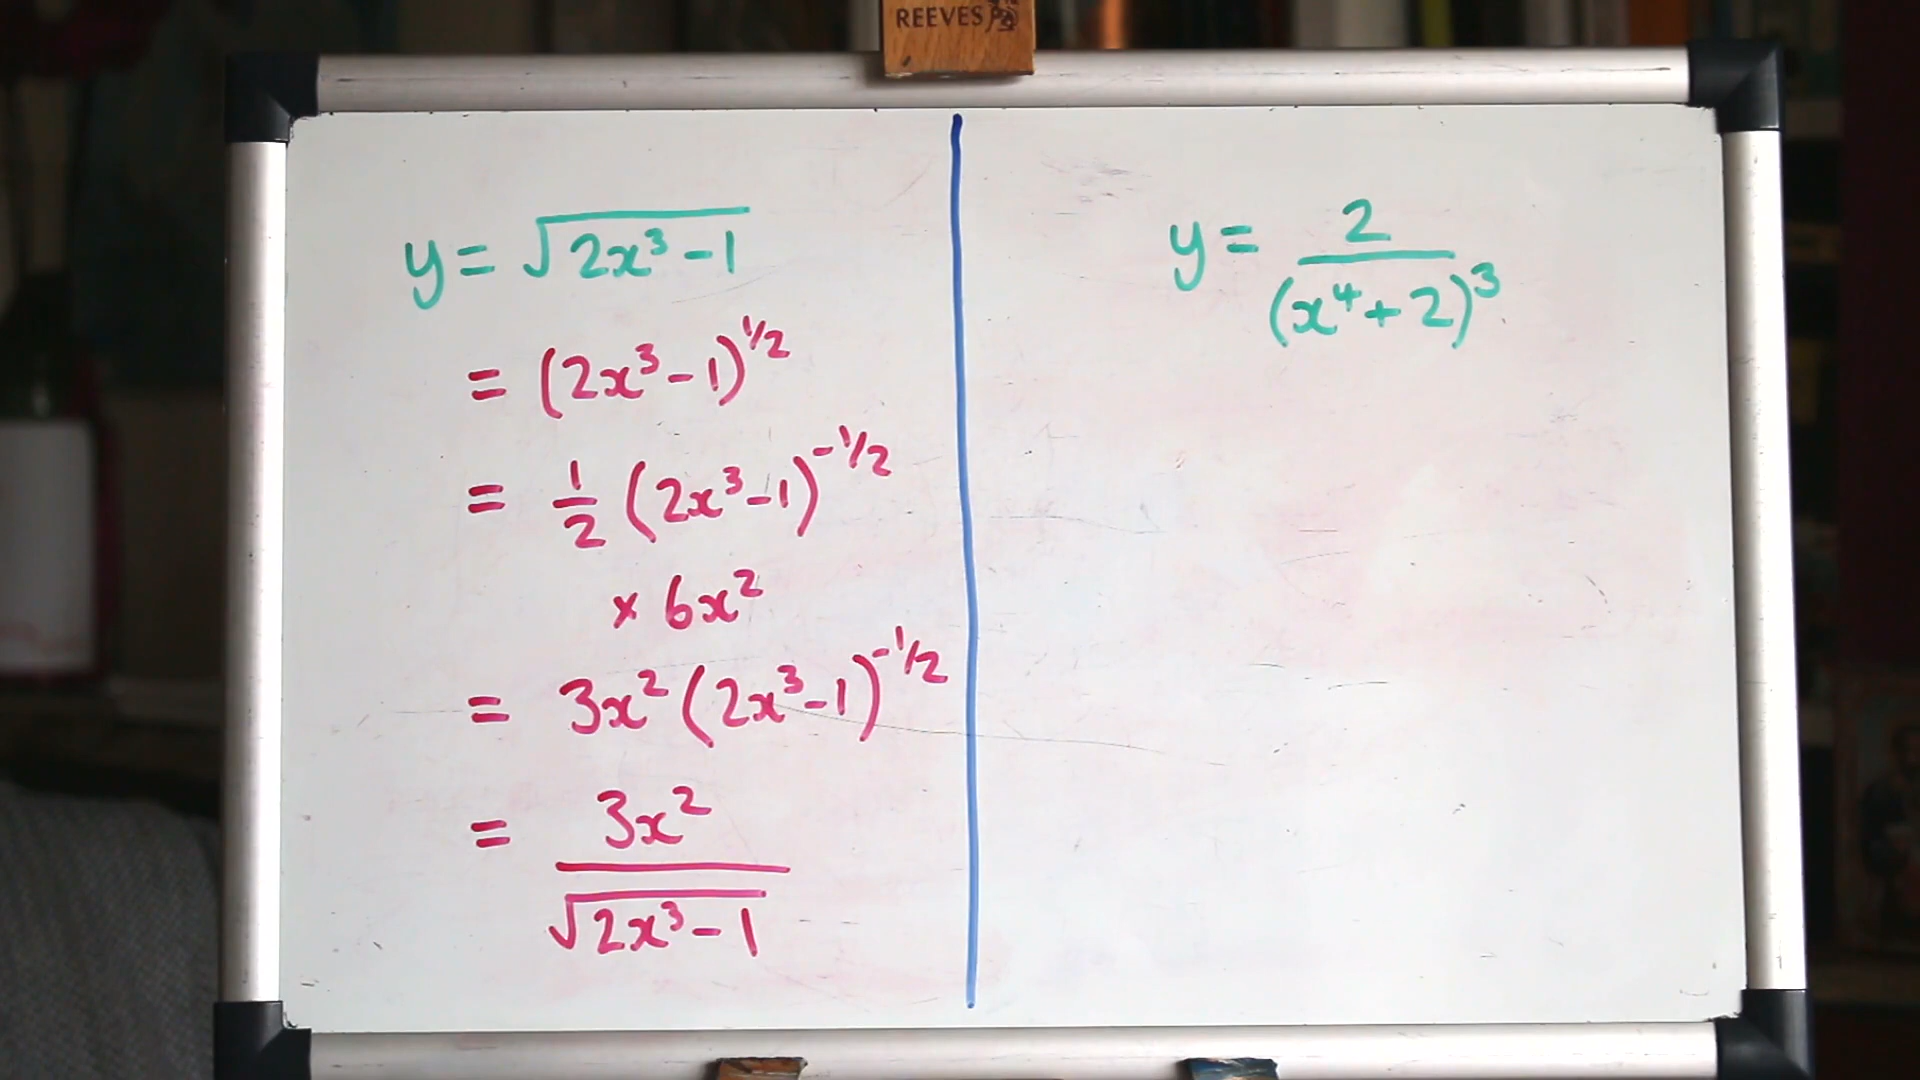 REEVES
y = √(2x³ - 1)
= (2x³ - 1)^½
= ½ (2x³ - 1)^-½
× 6x²
= 3x² (2x³ - 1)^-½
= 3x² / √(2x³ - 1)
y = 2 / (x⁴ + 2)³